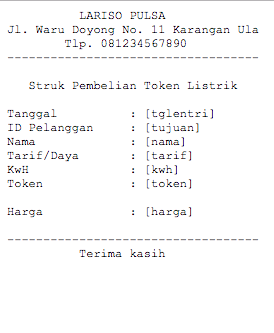 LARISO PULSA
Jl. Waru Doyong No. 11 Karangan Ula
Tlp. 081234567890
-----------------------------------
Struk Pembelian Token Listrik
Tanggal : [tglentri]
ID Pelanggan : [tujuan]
Nama : [nama]
Tarif/Daya : [tarif]
KwH : [kwh]
Token : [token]
Harga : [harga]
-----------------------------------
Terima kasih